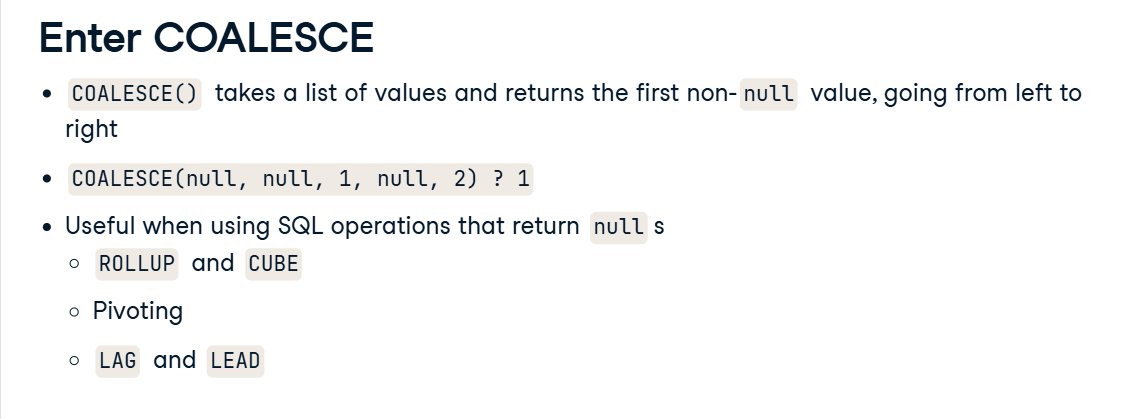 Enter COALESCE
• COALESCE() takes a list of values and returns the first non-null value, going from left to
right
• COALESCE(null, null, 1, null, 2) ? 1
• Useful when using SQL operations that return null s
○ ROLLUP and CUBE
○ Pivoting
○ LAG and LEAD